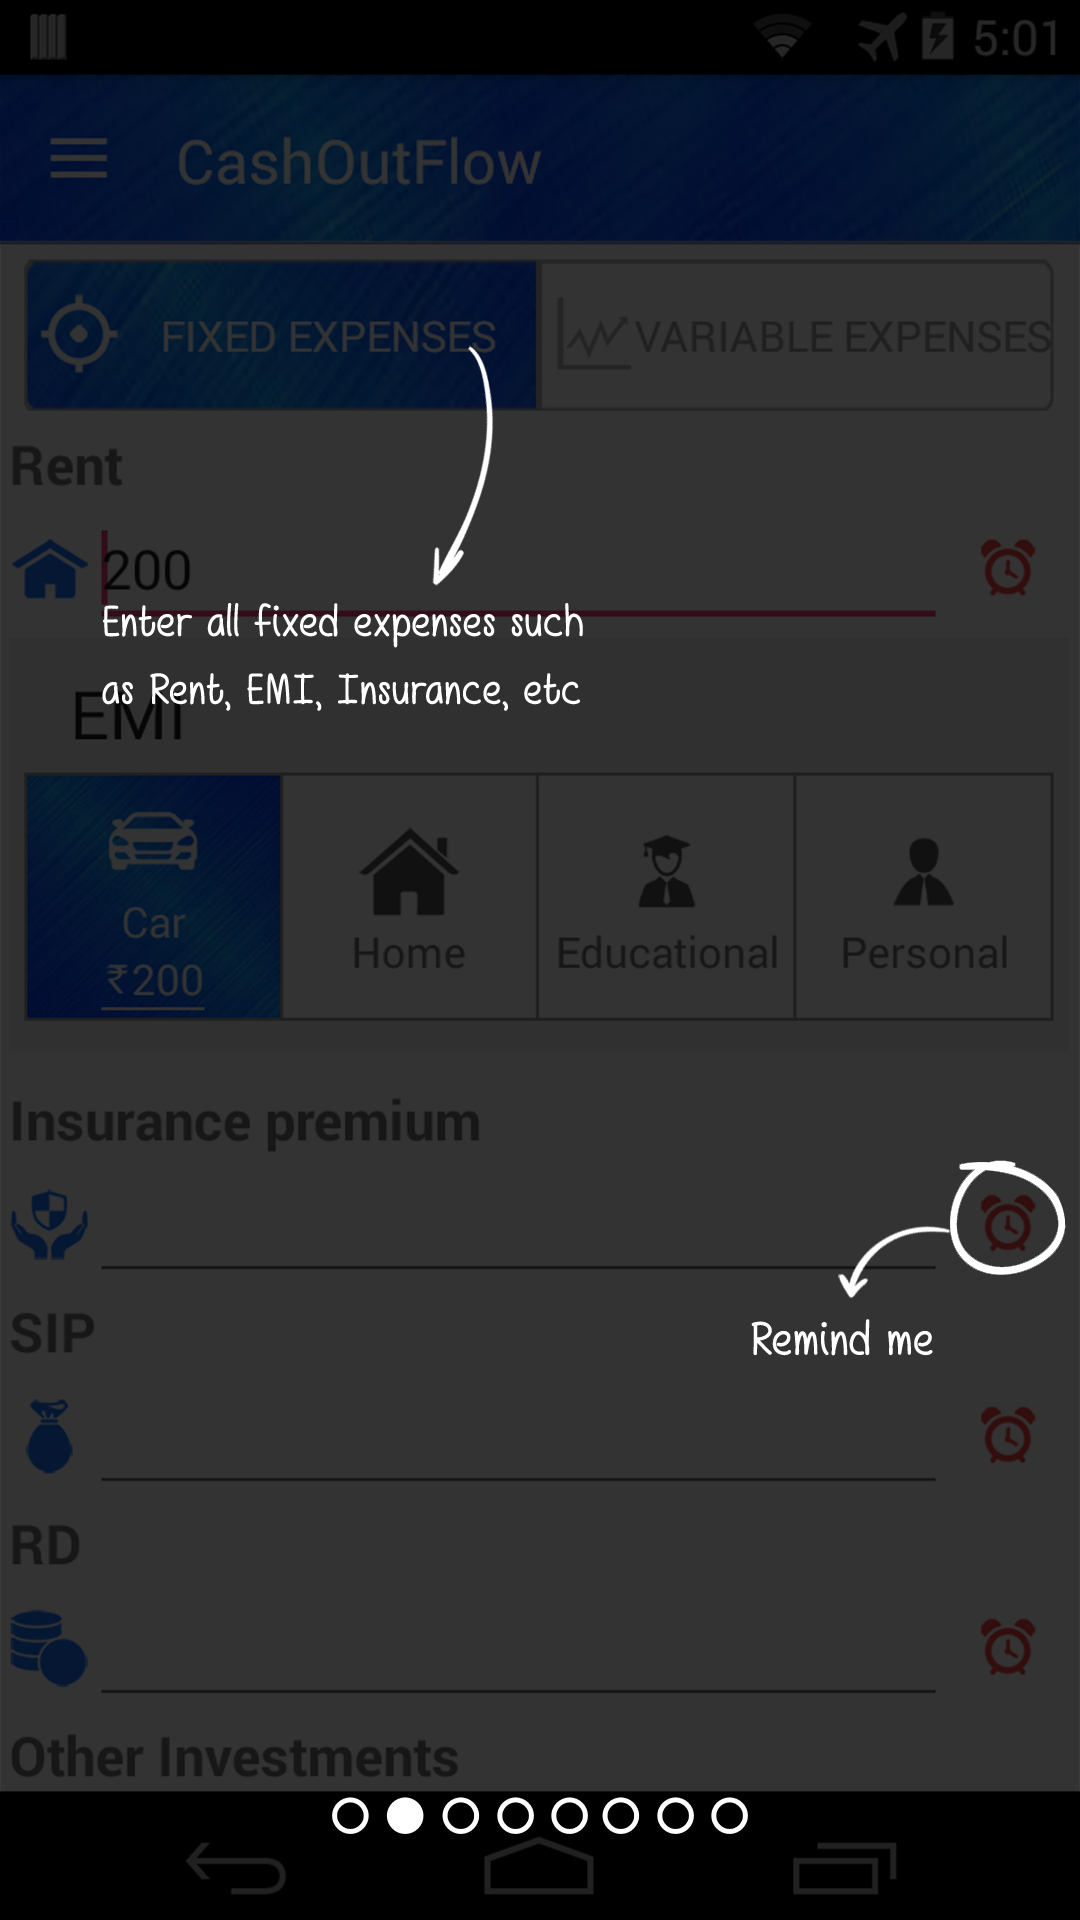 5:01
CashOutFlow
FIXED EXPENSES
VARIABLE EXPENSES
Rent
200
Enter all fixed expenses such
as Rent, EMI, Insurance, etc
EMI
Car
₹200
Home
Educational
Personal
Insurance premium
Remind me
SIP
RD
Other Investments